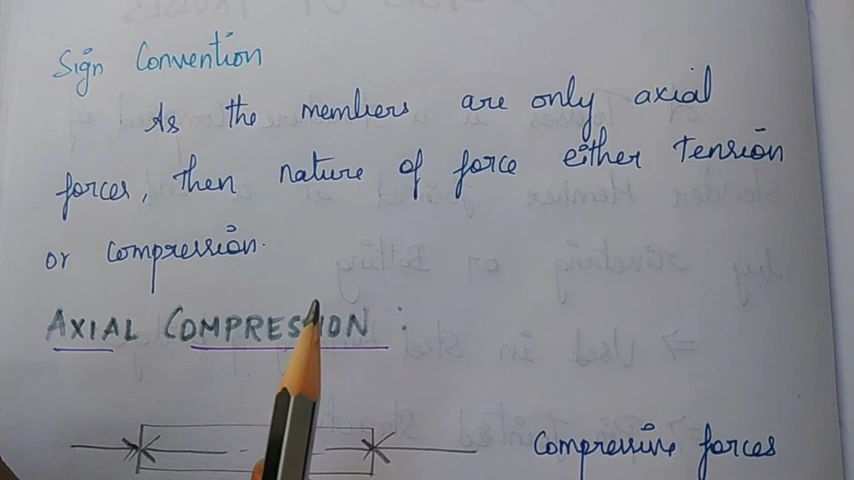 Sign Convention
As the members are only axial
forces, then nature of force either tension
or compression.
AXIAL COMPRESSION :
Compressive forces